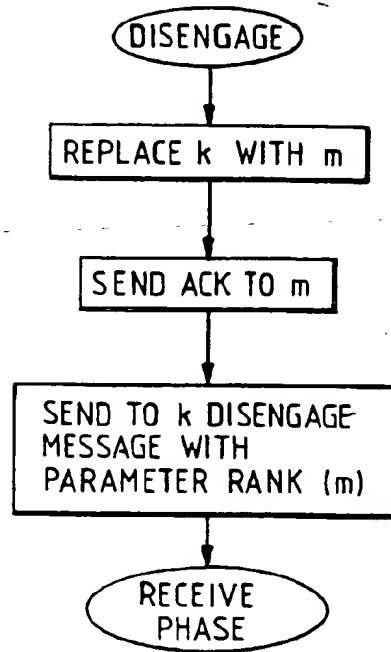 DISENGAGE
REPLACE k WITH m
SEND ACK TO m
SEND TO k DISENGAGE
MESSAGE WITH
PARAMETER RANK (m)
RECEIVE
PHASE